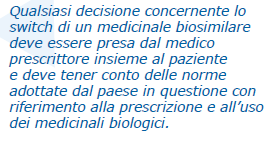 Qualsiasi decisione concernente lo
switch di un medicinale biosimilare
deve essere presa dal medico
prescrittore insieme al paziente
e deve tener conto delle norme
adottate dal paese in questione con
riferimento alla prescrizione e all’uso
dei medicinali biologici.